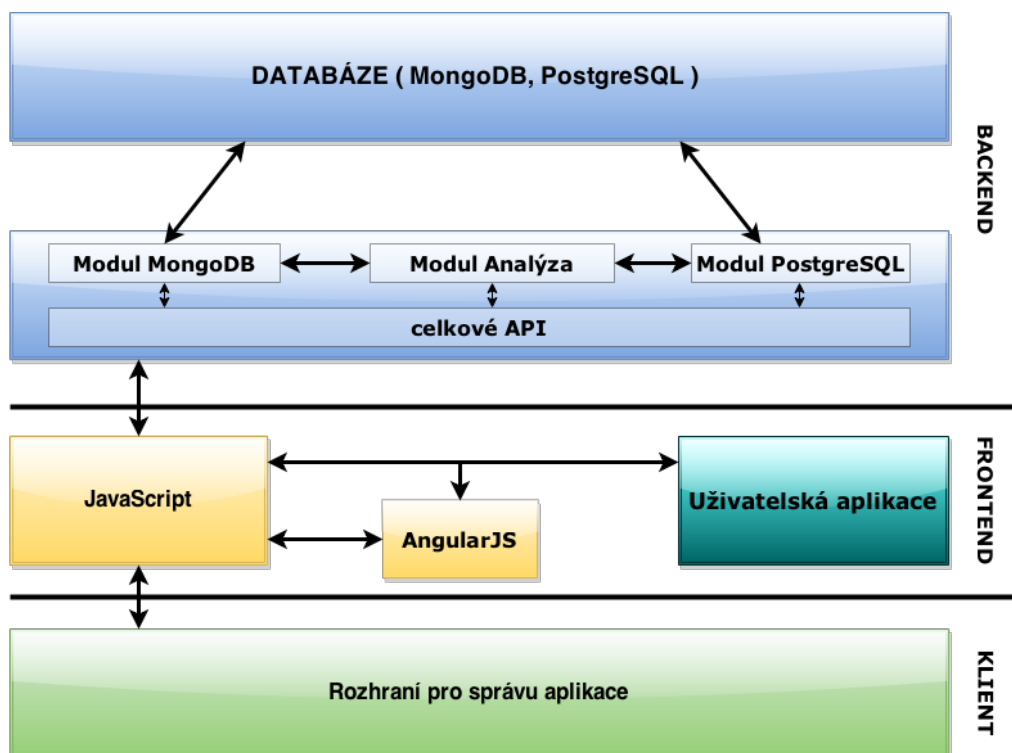 DATABÁZE ( MongoDB, PostgreSQL )
BACKEND
Modul MongoDB
Modul Analýza
Modul PostgreSQL
celkové API
JavaScript
AngularJS
Uživatelská aplikace
FRONTEND
Rozhraní pro správu aplikace
KLIENT